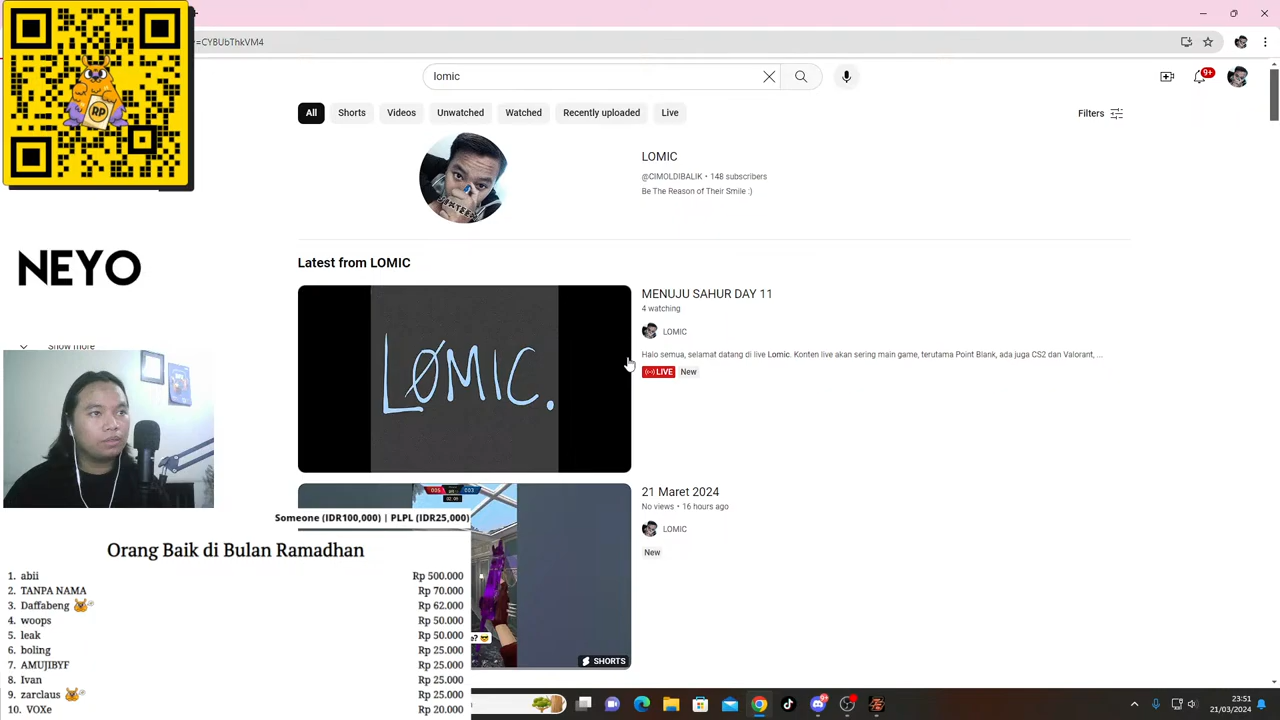 =CYBUbThkVM4
lomic
9+
All
Shorts
Videos
Unwatched
Watched
Recently uploaded
Live
Filters
RP
LOMIC
@CIMOLDIBALIK • 148 subscribers
Be The Reason of Their Smile :)
NEYO
Show more
Latest from LOMIC
LØMIC.
MENUJU SAHUR DAY 11
4 watching
LOMIC
Halo semua, selamat datang di live Lomic. Konten live akan sering main game, terutama Point Blank, ada juga CS2 dan Valorant, ...
LIVE
New
21 Maret 2024
No views • 16 hours ago
LOMIC
New
e?
SHORTS
Someone (IDR100,000) | PLPL (IDR25,000)
Orang Baik di Bulan Ramadhan
1. abii Rp 500.000
2. TANPA NAMA Rp 70.000
3. Daffabeng Rp 62.000
4. woops Rp 50.000
5. leak Rp 50.000
6. boling Rp 25.000
7. AMUJIBYF Rp 25.000
8. Ivan Rp 25.000
9. zarclaus Rp 25.000
10. VOXe Rp 20.000
9+
23:51
21/03/2024